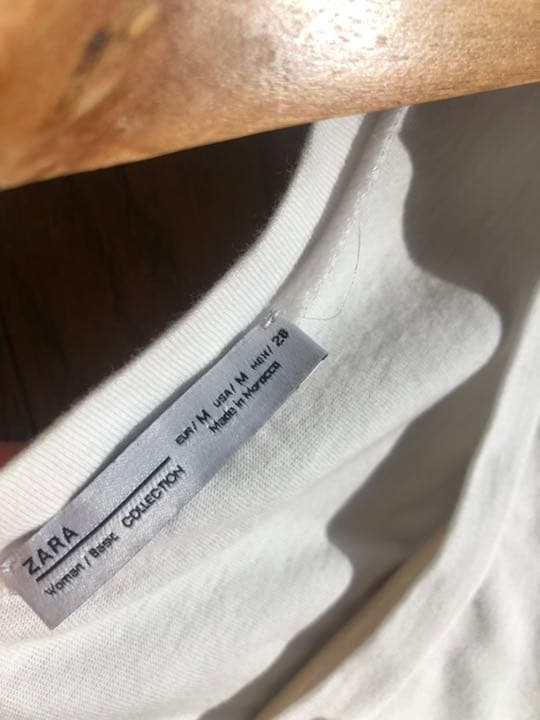 ZARA
Woman / Basic COLLECTION
EUR/ M USA/ M MEX/ 28
Made in Morocco